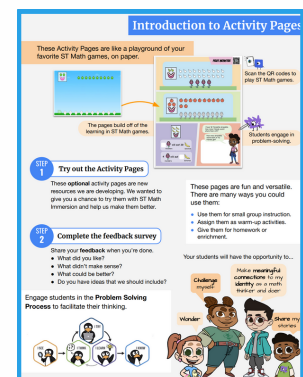 Introduction to Activity Pages
These Activity Pages are like a playground of your
favorite ST Math games, on paper.
Scan the QR codes to
play ST Math games.
The pages build off of the
learning in ST Math games.
Students engage in
problem-solving.
STEP
1
Try out the Activity Pages
These optional activity pages are new
resources we are developing. We wanted to
give you a chance to try them with ST Math
Immersion and help us make them better.
STEP
2
Complete the feedback survey
Share your feedback when you're done.
● What did you like?
● What didn't make sense?
● What could be better?
● Do you have ideas that we should include?
Engage students in the Problem Solving
Process to facilitate their thinking.
These pages are fun and versatile.
There are many ways you could
use them:
● Use them for small group instruction.
● Assign them as warm-up activities.
● Give them for homework or
enrichment.
Your students will have the opportunity to...
Challenge
myself
Make meaningful
connections to my
identity as a math
thinker and doer
Wonder
Share my
stories